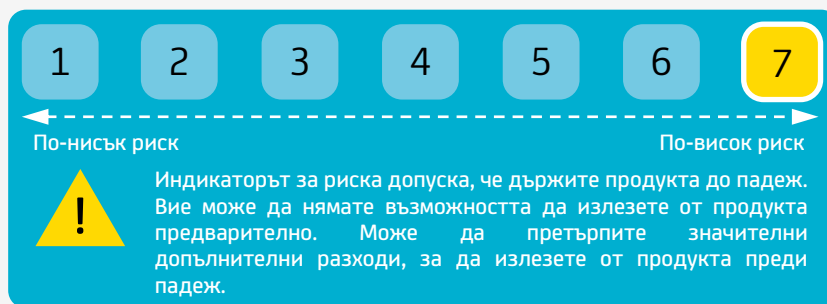 1 2 3 4 5 6 7
По-нисък риск По-висок риск
!
Индикаторът за риска допуска, че държите продукта до падеж.
Вие може да нямате възможността да излезете от продукта
предварително. Може да претърпите значителни
допълнителни разходи, за да излезете от продукта преди
падеж.